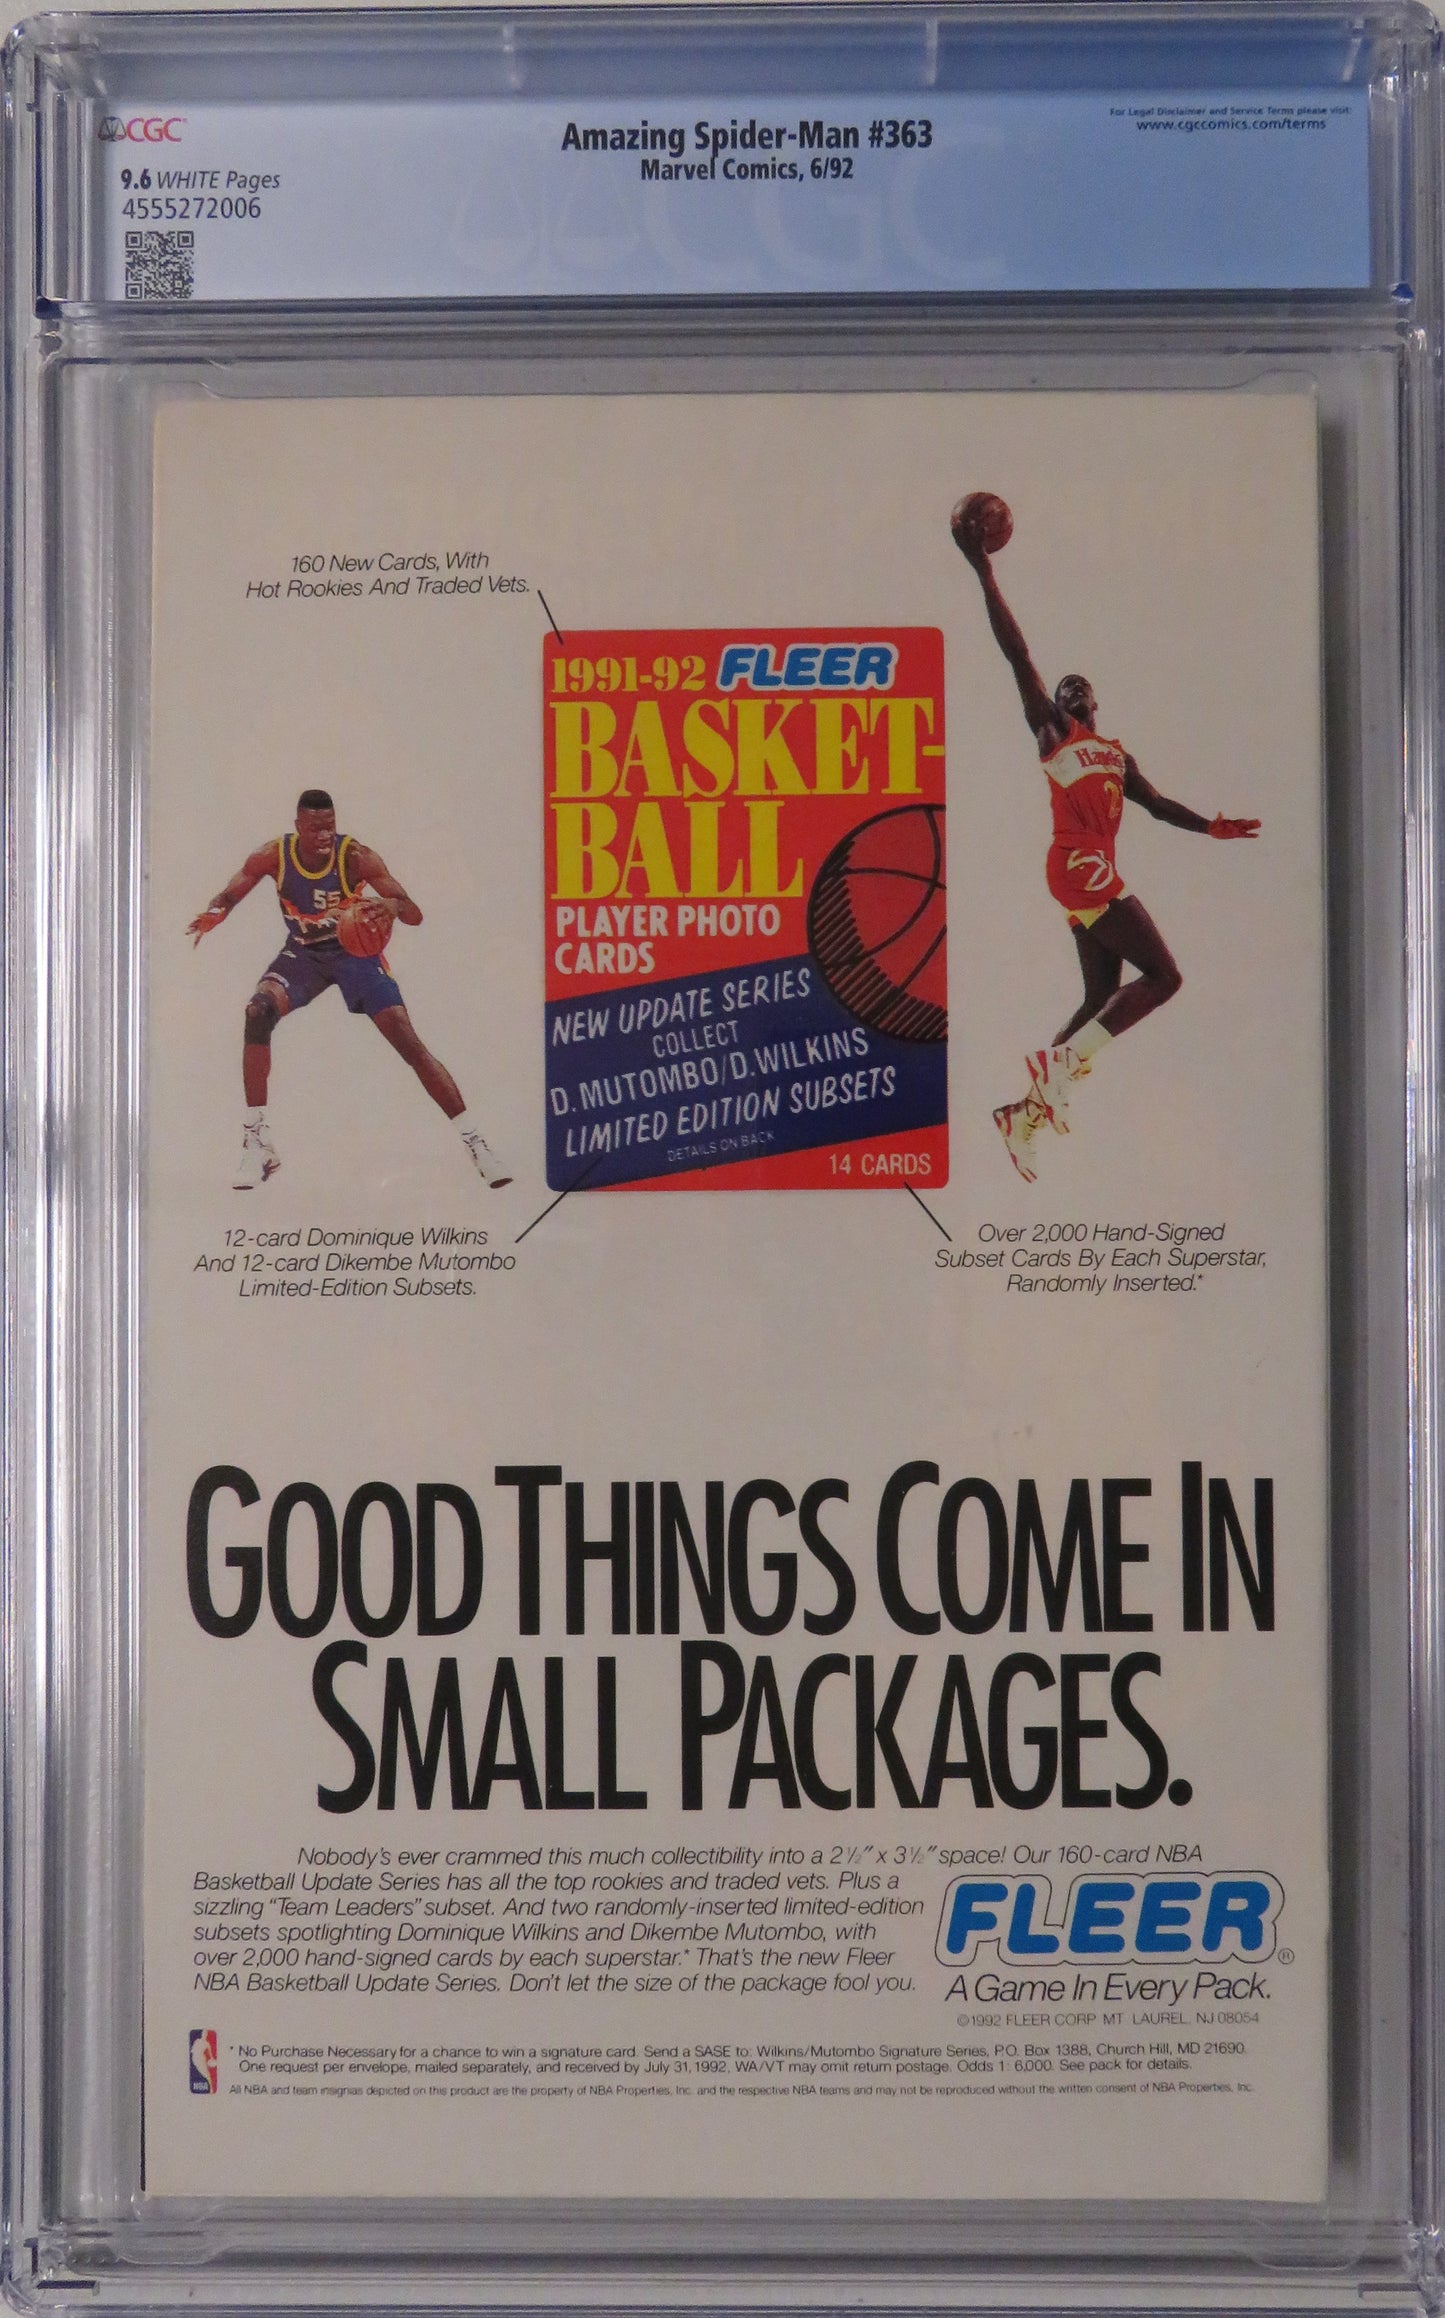 CGC
For Legal Disclaimer and Service Terms please visit:
www.cgccomics.com/terms
Amazing Spider-Man #363
Marvel Comics, 6/92
9.6 WHITE Pages
4555272006
160 New Cards, With
Hot Rookies And Traded Vets.
1991-92 FLEER
BASKET-
BALL
PLAYER PHOTO
CARDS
NEW UPDATE SERIES
COLLECT
D. MUTOMBO/D. WILKINS
LIMITED EDITION SUBSETS
DETAILS ON BACK
14 CARDS
55
Hawks
12-card Dominique Wilkins
And 12-card Dikembe Mutombo
Limited-Edition Subsets.
Over 2,000 Hand-Signed
Subset Cards By Each Superstar,
Randomly Inserted.*
GOOD THINGS COME IN
SMALL PACKAGES.
Nobody's ever crammed this much collectibility into a 2½" x 3½" space! Our 160-card NBA
Basketball Update Series has all the top rookies and traded vets. Plus a
sizzling "Team Leaders" subset. And two randomly-inserted limited-edition
subsets spotlighting Dominique Wilkins and Dikembe Mutombo, with
over 2,000 hand-signed cards by each superstar.* That's the new Fleer
NBA Basketball Update Series. Don't let the size of the package fool you.
FLEER®
A Game In Every Pack.
©1992 FLEER CORP. MT. LAUREL, NJ 08054
NBA
* No Purchase Necessary for a chance to win a signature card. Send a SASE to: Wilkins/Mutombo Signature Series, P.O. Box 1388, Church Hill, MD 21690.
One request per envelope, mailed separately, and received by July 31, 1992. WA/VT may omit return postage. Odds 1: 6,000. See pack for details.
All NBA and team insignias depicted on this product are the property of NBA Properties, Inc. and the respective NBA teams and may not be reproduced without the written consent of NBA Properties, Inc.